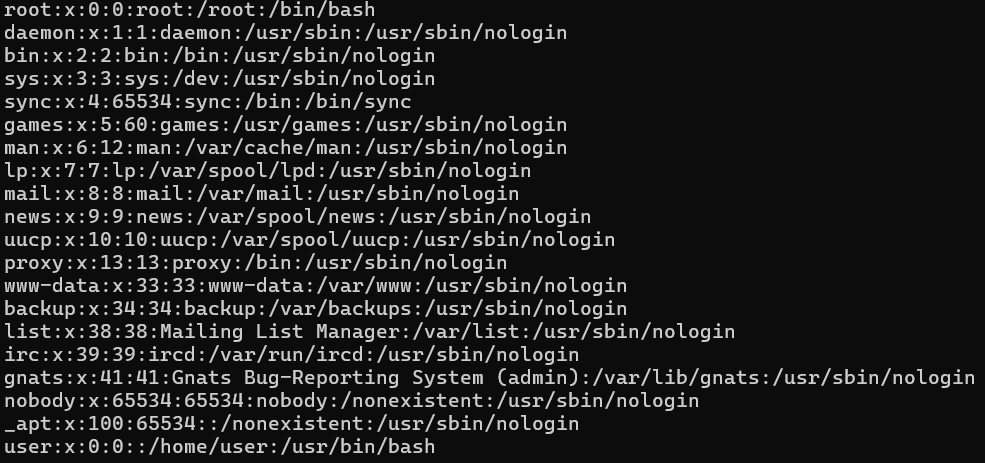 root:x:0:0:root:/root:/bin/bash
daemon:x:1:1:daemon:/usr/sbin:/usr/sbin/nologin
bin:x:2:2:bin:/bin:/usr/sbin/nologin
sys:x:3:3:sys:/dev:/usr/sbin/nologin
sync:x:4:65534:sync:/bin:/bin/sync
games:x:5:60:games:/usr/games:/usr/sbin/nologin
man:x:6:12:man:/var/cache/man:/usr/sbin/nologin
lp:x:7:7:lp:/var/spool/lpd:/usr/sbin/nologin
mail:x:8:8:mail:/var/mail:/usr/sbin/nologin
news:x:9:9:news:/var/spool/news:/usr/sbin/nologin
uucp:x:10:10:uucp:/var/spool/uucp:/usr/sbin/nologin
proxy:x:13:13:proxy:/bin:/usr/sbin/nologin
www-data:x:33:33:www-data:/var/www:/usr/sbin/nologin
backup:x:34:34:backup:/var/backups:/usr/sbin/nologin
list:x:38:38:Mailing List Manager:/var/list:/usr/sbin/nologin
irc:x:39:39:ircd:/var/run/ircd:/usr/sbin/nologin
gnats:x:41:41:Gnats Bug-Reporting System (admin):/var/lib/gnats:/usr/sbin/nologin
nobody:x:65534:65534:nobody:/nonexistent:/usr/sbin/nologin
_apt:x:100:65534::/nonexistent:/usr/sbin/nologin
user:x:0:0::/home/user:/usr/bin/bash